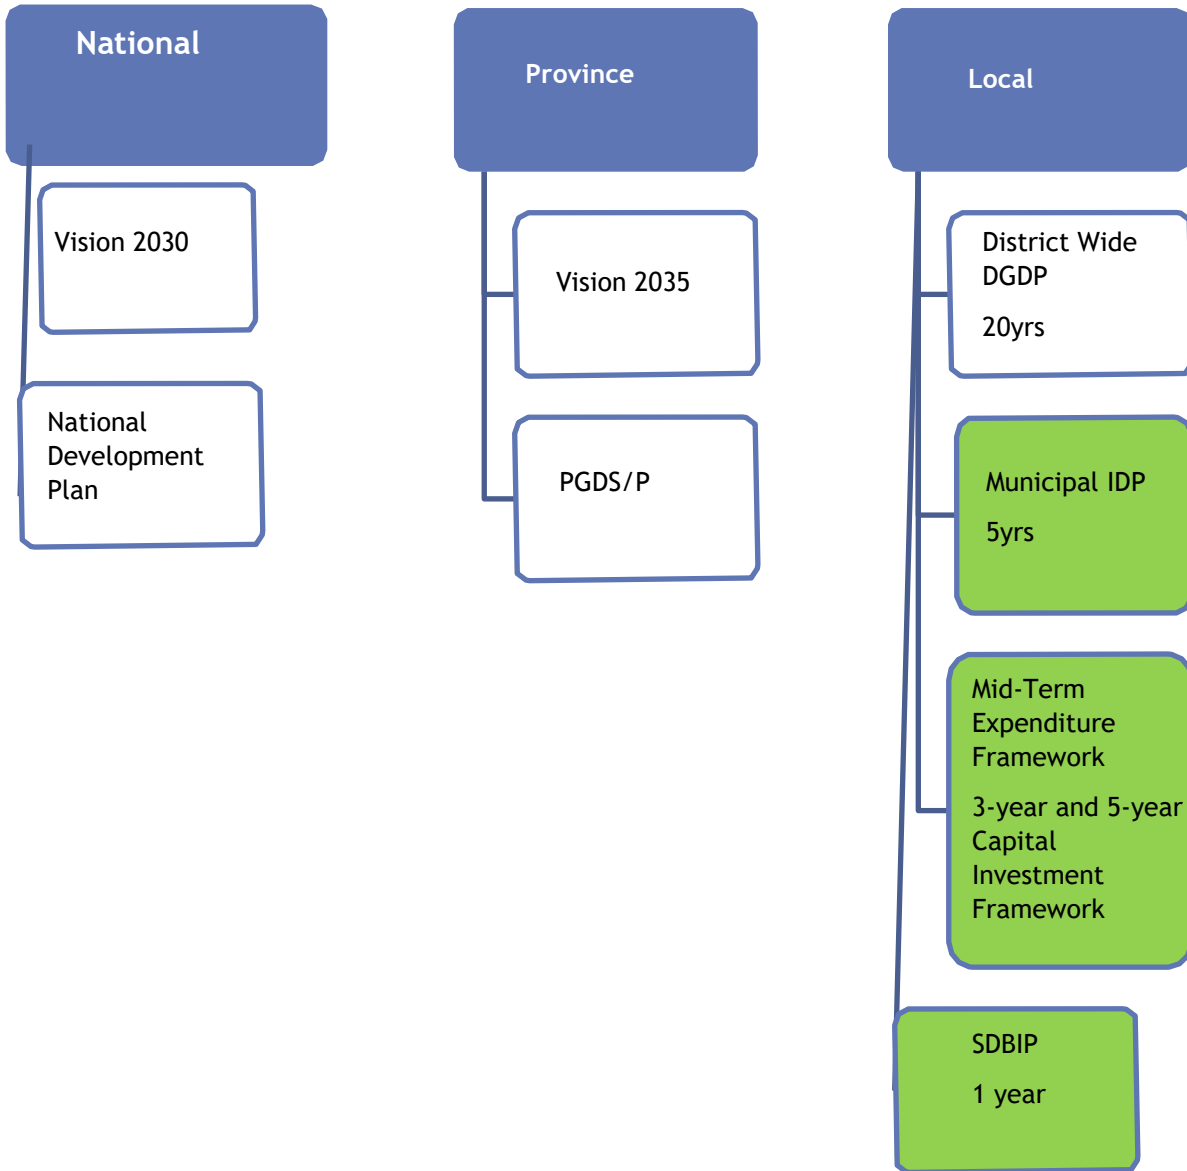 National
Vision 2030
National
Development
Plan
Province
Vision 2035
PGDS/P
Local
District Wide
DGDP
20yrs
Municipal IDP
5yrs
Mid-Term
Expenditure
Framework
3-year and 5-year
Capital
Investment
Framework
SDBIP
1 year